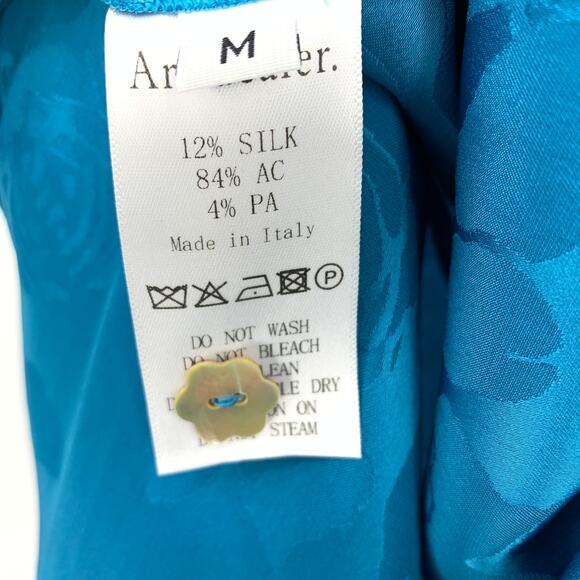 M
12% SILK
84% AC
4% PA
Made in Italy
P
DO NOT WASH
DO NOT BLEACH
DRY
ON
STEAM